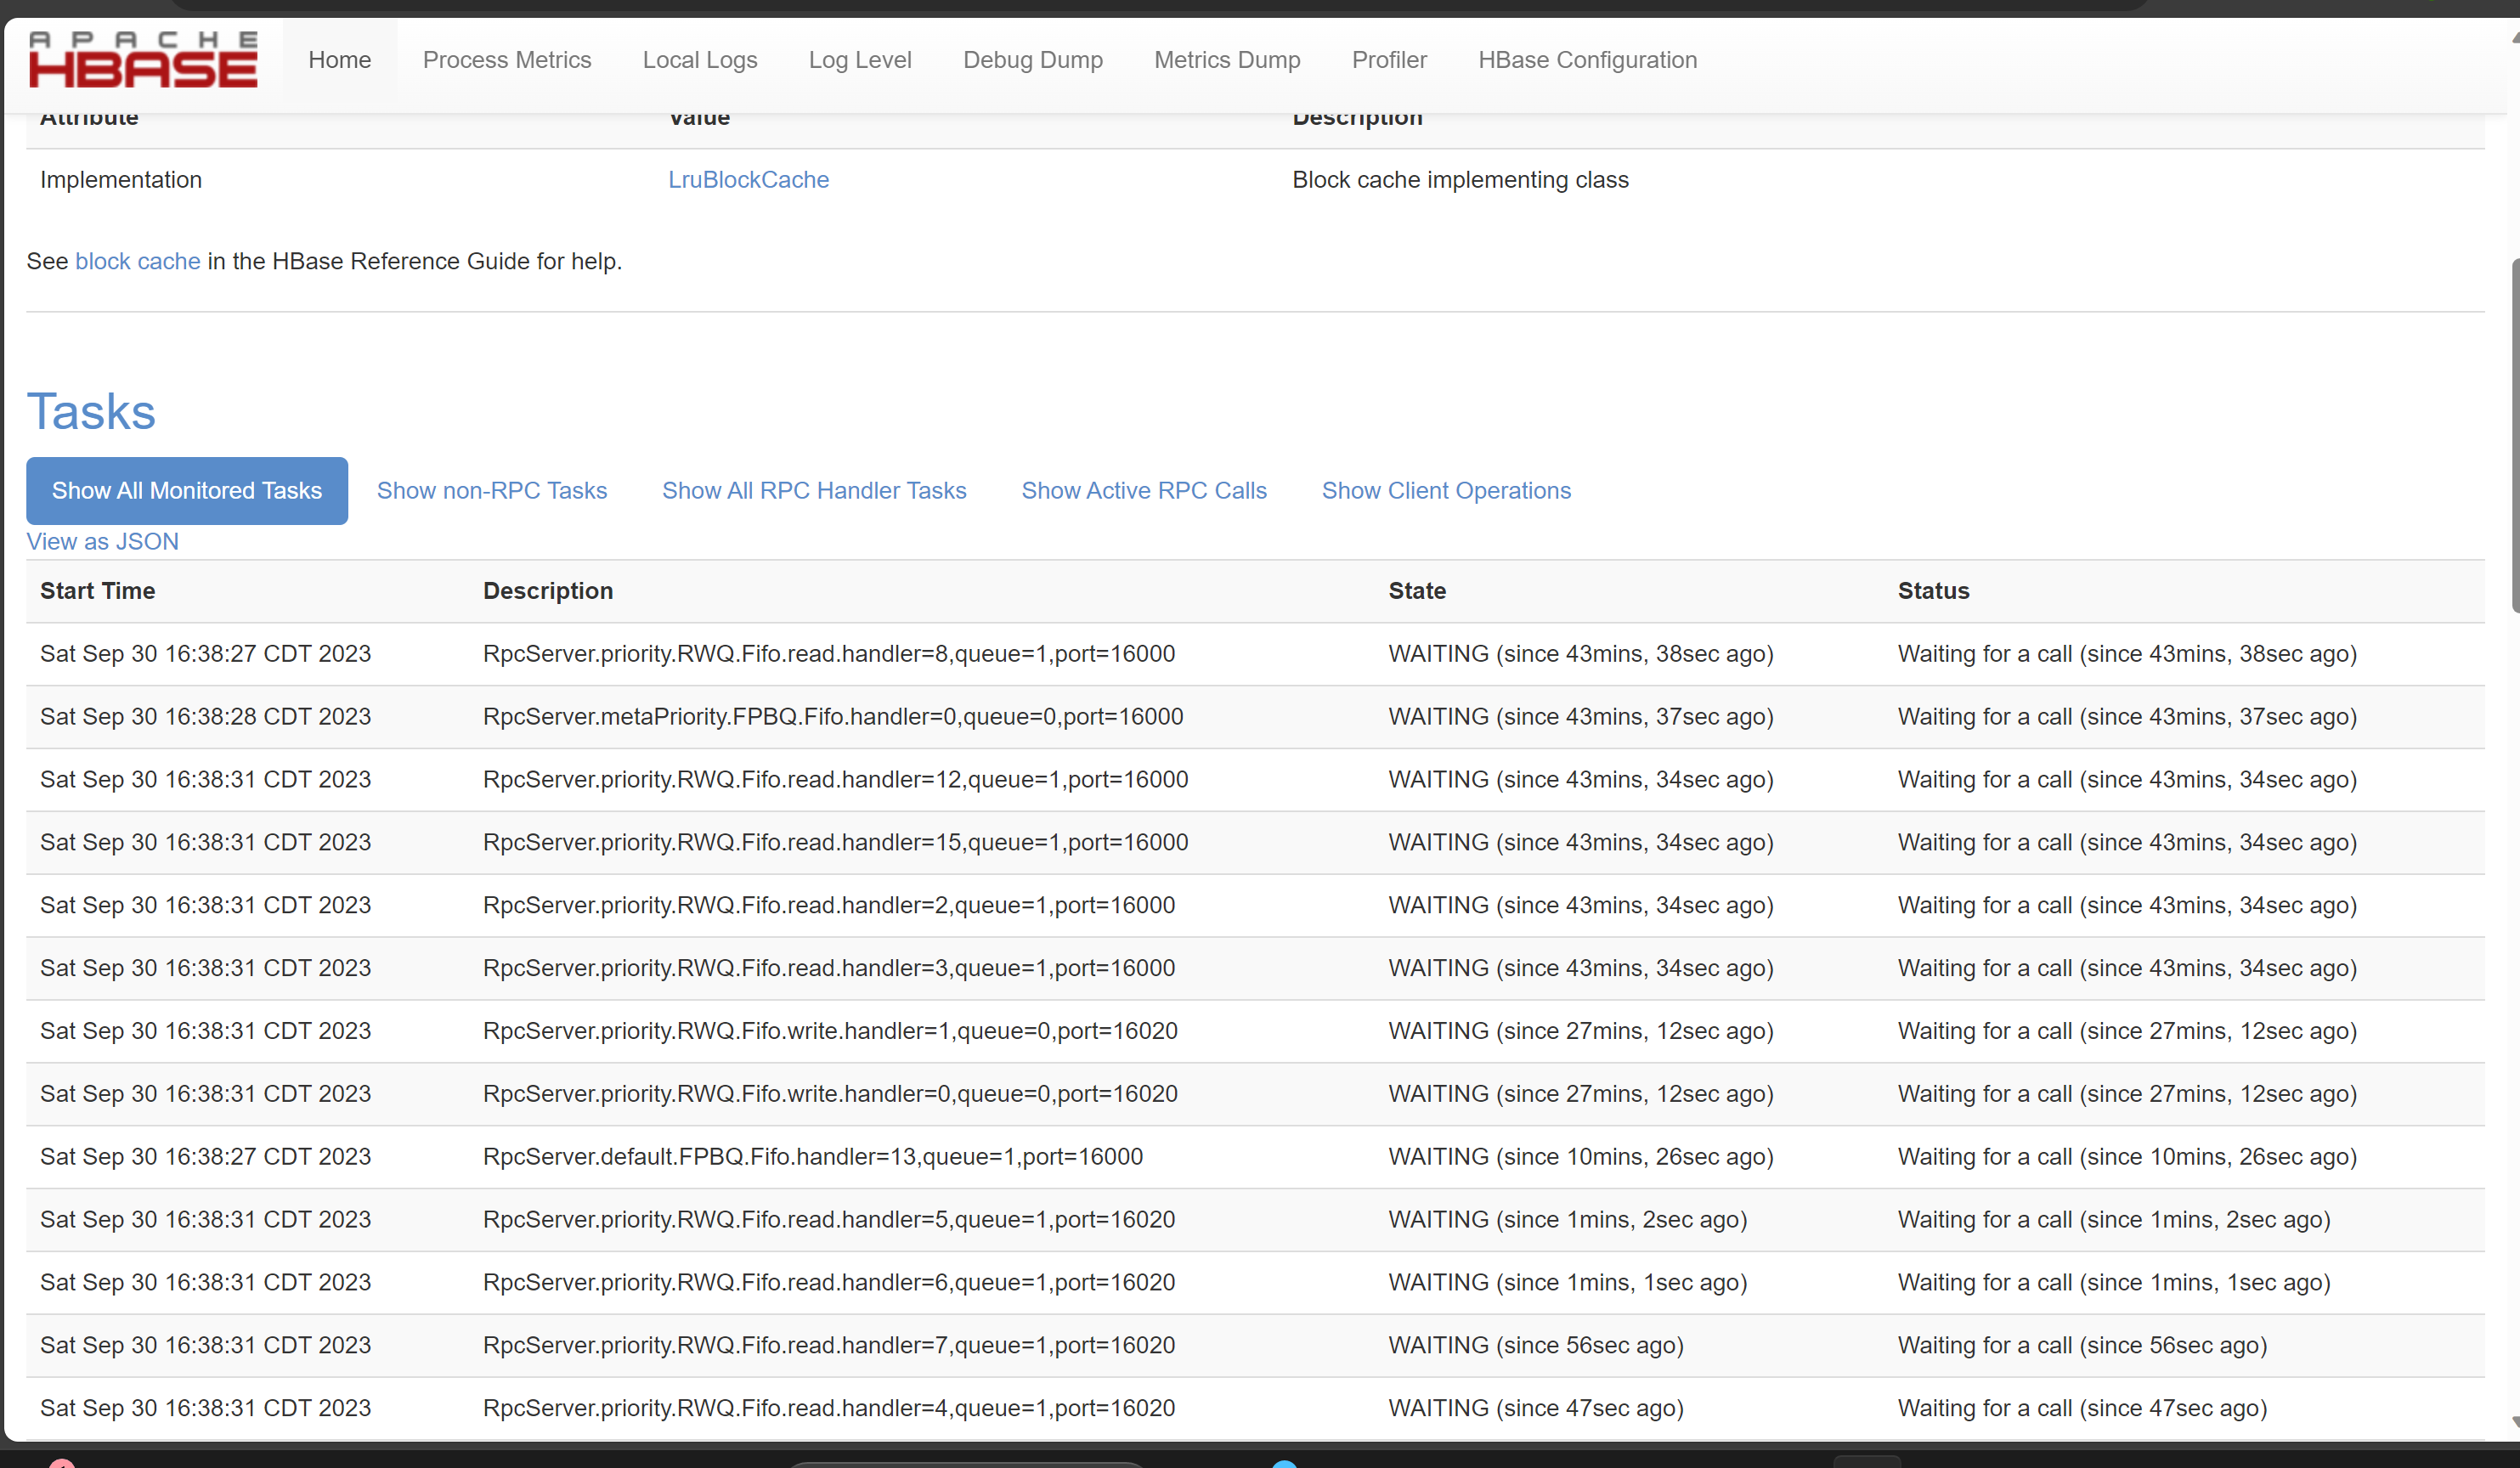 APACHE
HBASE
Home Process Metrics Local Logs Log Level Debug Dump Metrics Dump Profiler HBase Configuration
Attribute Value Description
Implementation LruBlockCache Block cache implementing class
See block cache in the HBase Reference Guide for help.
Tasks
Show All Monitored Tasks Show non-RPC Tasks Show All RPC Handler Tasks Show Active RPC Calls Show Client Operations
View as JSON
Start Time Description State Status
Sat Sep 30 16:38:27 CDT 2023 RpcServer.priority.RWQ.Fifo.read.handler=8,queue=1,port=16000 WAITING (since 43mins, 38sec ago) Waiting for a call (since 43mins, 38sec ago)
Sat Sep 30 16:38:28 CDT 2023 RpcServer.metaPriority.FPBQ.Fifo.handler=0,queue=0,port=16000 WAITING (since 43mins, 37sec ago) Waiting for a call (since 43mins, 37sec ago)
Sat Sep 30 16:38:31 CDT 2023 RpcServer.priority.RWQ.Fifo.read.handler=12,queue=1,port=16000 WAITING (since 43mins, 34sec ago) Waiting for a call (since 43mins, 34sec ago)
Sat Sep 30 16:38:31 CDT 2023 RpcServer.priority.RWQ.Fifo.read.handler=15,queue=1,port=16000 WAITING (since 43mins, 34sec ago) Waiting for a call (since 43mins, 34sec ago)
Sat Sep 30 16:38:31 CDT 2023 RpcServer.priority.RWQ.Fifo.read.handler=2,queue=1,port=16000 WAITING (since 43mins, 34sec ago) Waiting for a call (since 43mins, 34sec ago)
Sat Sep 30 16:38:31 CDT 2023 RpcServer.priority.RWQ.Fifo.read.handler=3,queue=1,port=16000 WAITING (since 43mins, 34sec ago) Waiting for a call (since 43mins, 34sec ago)
Sat Sep 30 16:38:31 CDT 2023 RpcServer.priority.RWQ.Fifo.write.handler=1,queue=0,port=16020 WAITING (since 27mins, 12sec ago) Waiting for a call (since 27mins, 12sec ago)
Sat Sep 30 16:38:31 CDT 2023 RpcServer.priority.RWQ.Fifo.write.handler=0,queue=0,port=16020 WAITING (since 27mins, 12sec ago) Waiting for a call (since 27mins, 12sec ago)
Sat Sep 30 16:38:27 CDT 2023 RpcServer.default.FPBQ.Fifo.handler=13,queue=1,port=16000 WAITING (since 10mins, 26sec ago) Waiting for a call (since 10mins, 26sec ago)
Sat Sep 30 16:38:31 CDT 2023 RpcServer.priority.RWQ.Fifo.read.handler=5,queue=1,port=16020 WAITING (since 1mins, 2sec ago) Waiting for a call (since 1mins, 2sec ago)
Sat Sep 30 16:38:31 CDT 2023 RpcServer.priority.RWQ.Fifo.read.handler=6,queue=1,port=16020 WAITING (since 1mins, 1sec ago) Waiting for a call (since 1mins, 1sec ago)
Sat Sep 30 16:38:31 CDT 2023 RpcServer.priority.RWQ.Fifo.read.handler=7,queue=1,port=16020 WAITING (since 56sec ago) Waiting for a call (since 56sec ago)
Sat Sep 30 16:38:31 CDT 2023 RpcServer.priority.RWQ.Fifo.read.handler=4,queue=1,port=16020 WAITING (since 47sec ago) Waiting for a call (since 47sec ago)